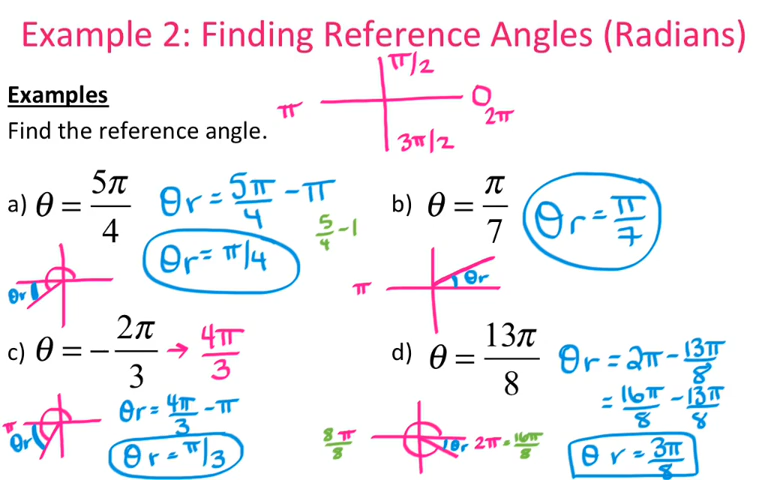 Example 2: Finding Reference Angles (Radians)
π/2
π
0
2π
3π/2
Examples
Find the reference angle.
a) θ = 5π/4
θr = 5π/4 - π
5/4 - 1
θr = π/4
θr
b) θ = π/7
θr = π/7
π
θr
c) θ = -2π/3 → 4π/3
θr = 4π/3 - π
θr = π/3
π
θr
d) θ = 13π/8
θr = 2π - 13π/8
= 16π/8 - 13π/8
θr = 3π/8
8π/8
θr
2π = 16π/8